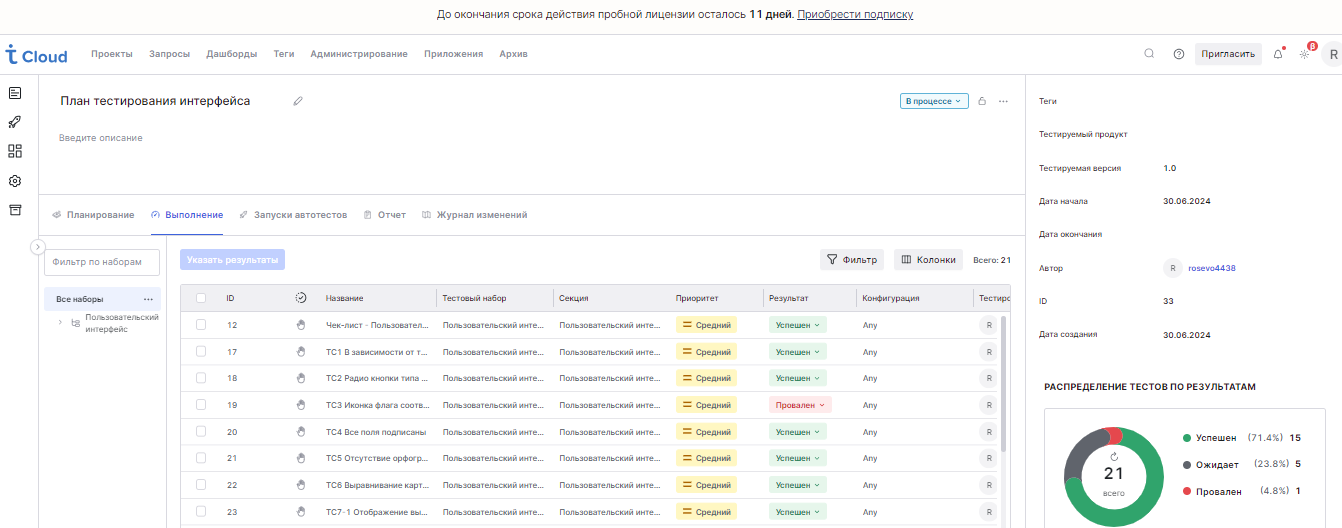 До окончания срока действия пробной лицензии осталось 11 дней. Приобрести подписку
Cloud
Проекты Запросы Дашборды Теги Администрирование Приложения Архив
Пригласить
β
R
План тестирования интерфейса
В процессе
Введите описание
Теги
Тестируемый продукт
Тестируемая версия 1.0
Дата начала 30.06.2024
Дата окончания
Автор R rosevo4438
ID 33
Дата создания 30.06.2024
Планирование Выполнение Запуски автотестов Отчет Журнал изменений
Фильтр по наборам
Все наборы
Пользовательский
интерфейс
Указать результаты
Фильтр Колонки Всего: 21
ID Название Тестовый набор Секция Приоритет Результат Конфигурация Тестирс
12 Чек-лист - Пользовател... Пользовательский инте... Пользовательский инте... Средний Успешен Any R
17 TC1 В зависимости от т... Пользовательский инте... Пользовательский инте... Средний Успешен Any R
18 TC2 Радио кнопки типа ... Пользовательский инте... Пользовательский инте... Средний Успешен Any R
19 TC3 Иконка флага соотв... Пользовательский инте... Пользовательский инте... Средний Провален Any R
20 TC4 Все поля подписаны Пользовательский инте... Пользовательский инте... Средний Успешен Any R
21 TC5 Отсутствие орфогр... Пользовательский инте... Пользовательский инте... Средний Успешен Any R
22 TC6 Выравнивание карт... Пользовательский инте... Пользовательский инте... Средний Успешен Any R
23 TC7-1 Отображение вы... Пользовательский инте... Пользовательский инте... Средний Успешен Any R
РАСПРЕДЕЛЕНИЕ ТЕСТОВ ПО РЕЗУЛЬТАТАМ
21
всего
Успешен (71.4%) 15
Ожидает (23.8%) 5
Провален (4.8%) 1